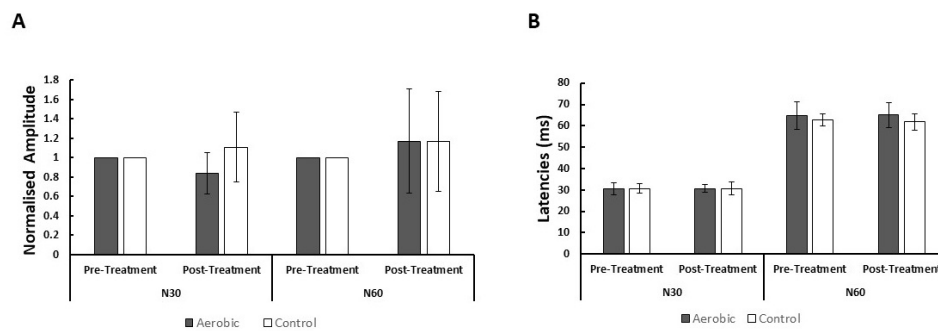 A
Normalised Amplitude
1.8
1.6
1.4
1.2
1
0.8
0.6
0.4
0.2
0
Pre-Treatment Post-Treatment Pre-Treatment Post-Treatment
N30 N60
Aerobic Control
B
Latencies (ms)
80
70
60
50
40
30
20
10
0
Pre-Treatment Post-Treatment Pre-Treatment Post-Treatment
N30 N60
Aerobic Control